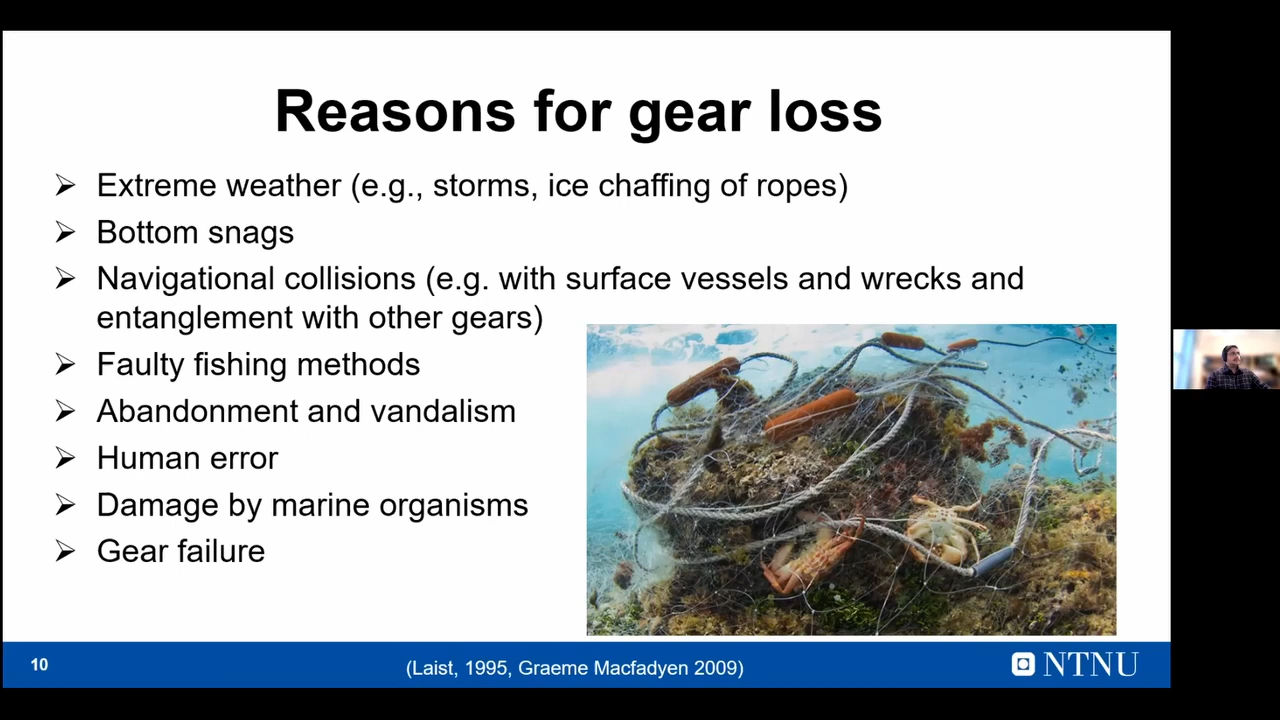 Reasons for gear loss
➢ Extreme weather (e.g., storms, ice chaffing of ropes)
➢ Bottom snags
➢ Navigational collisions (e.g. with surface vessels and wrecks and
entanglement with other gears)
➢ Faulty fishing methods
➢ Abandonment and vandalism
➢ Human error
➢ Damage by marine organisms
➢ Gear failure
10
(Laist, 1995, Graeme Macfadyen 2009)
NTNU